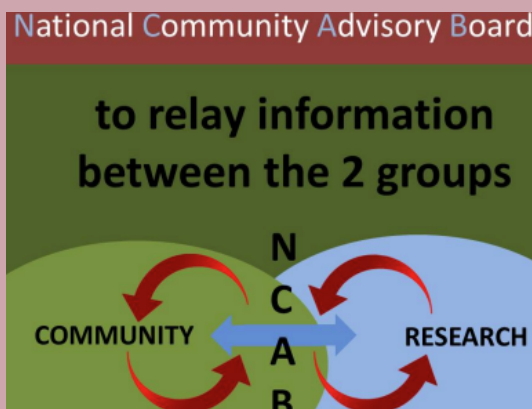 National Community Advisory Board
to relay information
between the 2 groups
N
C
A
B
COMMUNITY
RESEARCH